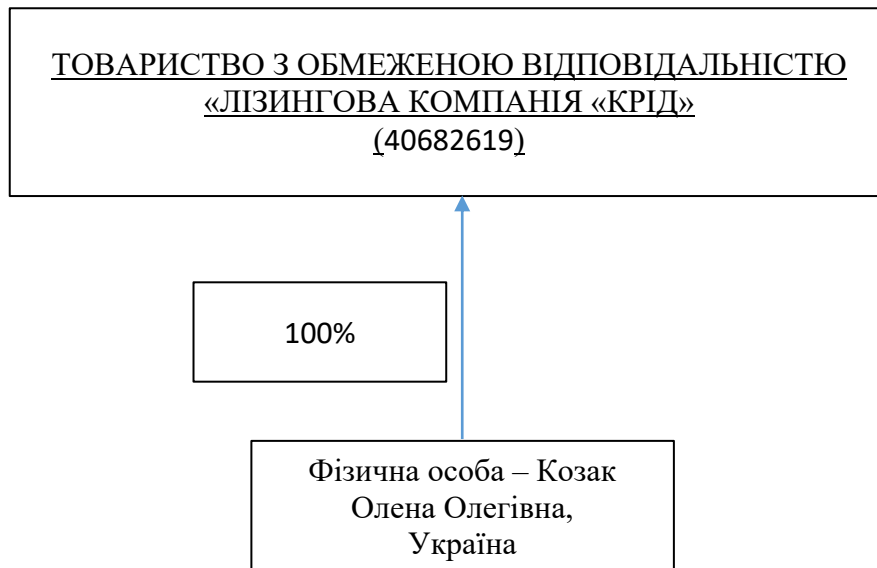 ТОВАРИСТВО З ОБМЕЖЕНОЮ ВІДПОВІДАЛЬНІСТЮ
«ЛІЗИНГОВА КОМПАНІЯ «КРІД»
(40682619)
100%
Фізична особа – Козак
Олена Олегівна,
Україна